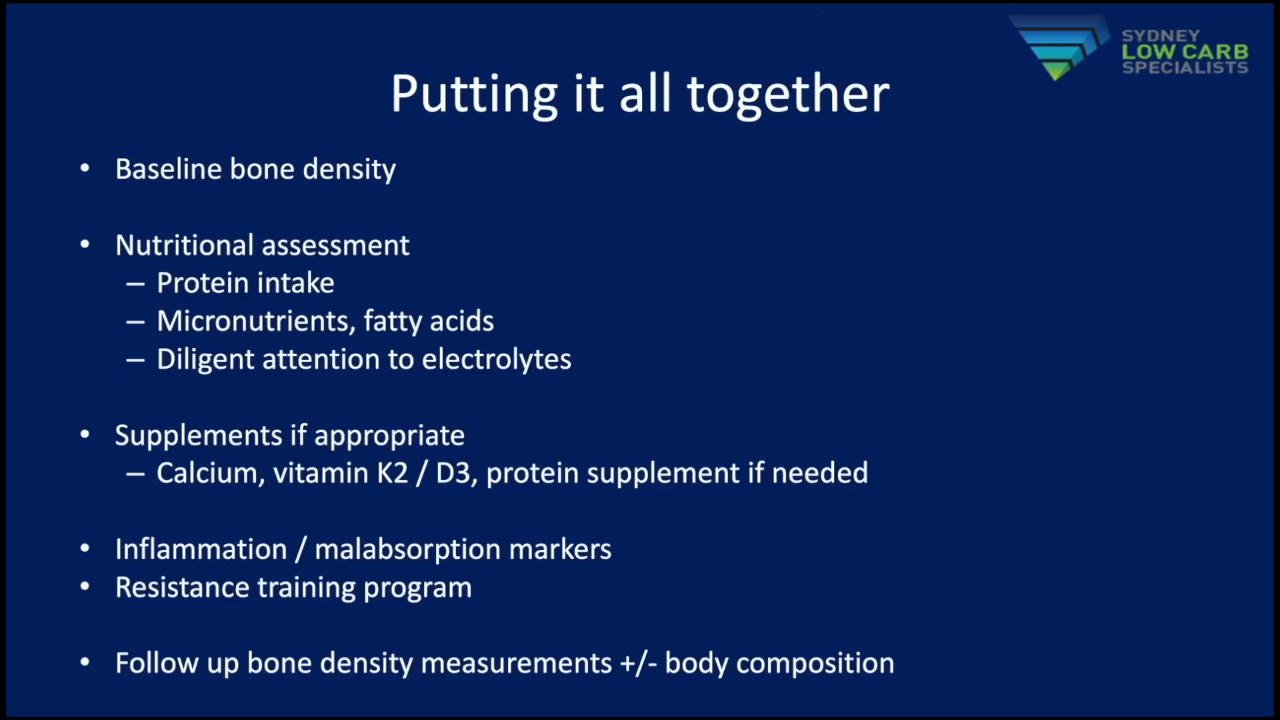 SYDNEY
LOW CARB
SPECIALISTS
Putting it all together
• Baseline bone density
• Nutritional assessment
– Protein intake
– Micronutrients, fatty acids
– Diligent attention to electrolytes
• Supplements if appropriate
– Calcium, vitamin K2 / D3, protein supplement if needed
• Inflammation / malabsorption markers
• Resistance training program
• Follow up bone density measurements +/- body composition